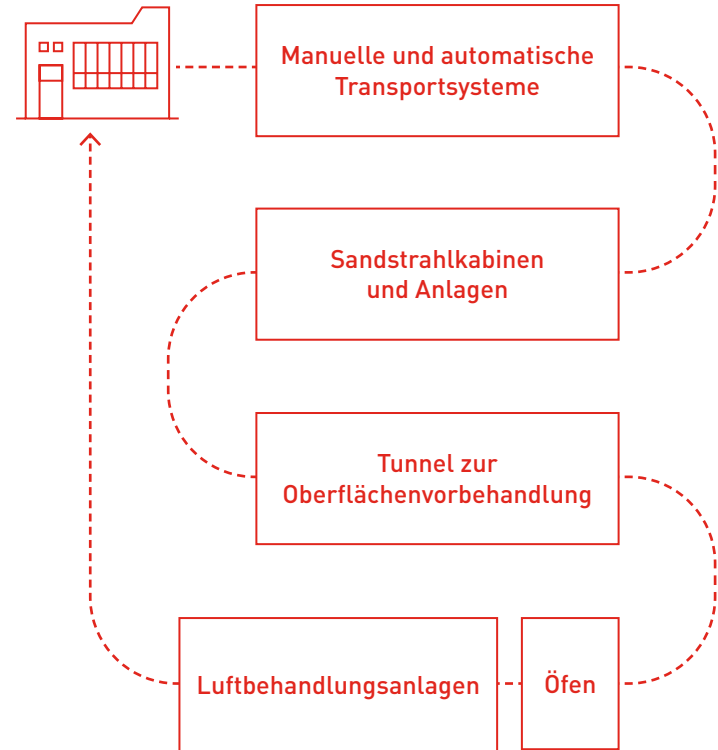 Manuelle und automatische
Transportsysteme
Sandstrahlkabinen
und Anlagen
Tunnel zur
Oberflächenvorbehandlung
Luftbehandlungsanlagen
Öfen